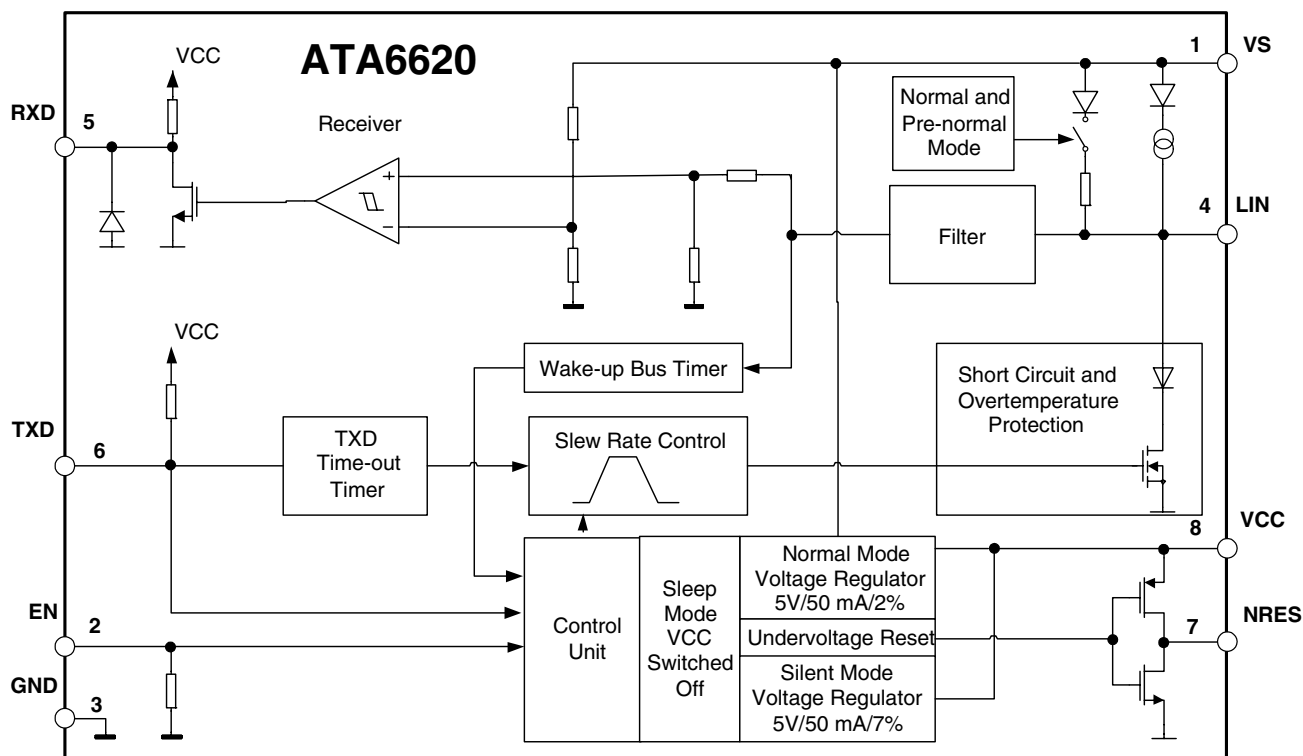 ATA6620
1
VS
VCC
RXD
5
Receiver
Normal and
Pre-normal
Mode
+
−
4
LIN
Filter
VCC
Wake-up Bus Timer
Short Circuit and
Overtemperature
Protection
TXD
6
TXD
Time-out
Timer
Slew Rate Control
8
VCC
Normal Mode
Voltage Regulator
5V/50 mA/2%
Sleep
Mode
VCC
Switched
Off
Control
Unit
EN
2
Undervoltage Reset
7
NRES
GND
3
Silent Mode
Voltage Regulator
5V/50 mA/7%